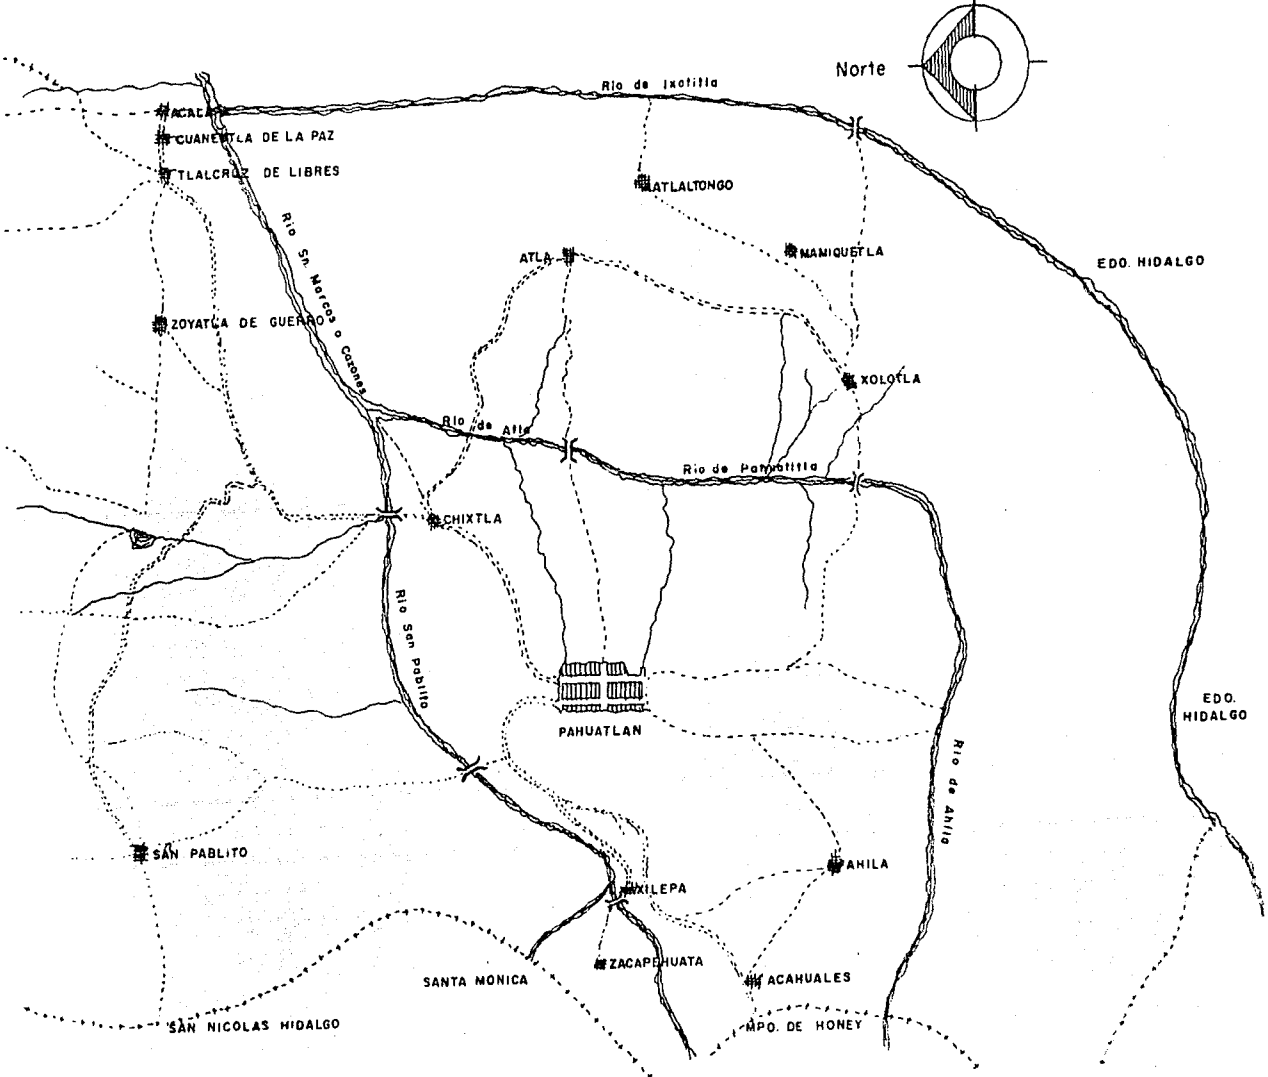 Norte
Rio de Ixotitla
CUANEUTLA DE LA PAZ
TLALCRUZ DE LIBRES
ATLALTONGO
Rio Sn. Marcos o Cazones
ATLA
MAMIQUETLA
EDO. HIDALGO
ZOYATLA DE GUERRO
XOLOTLA
Rio de Atla
Rio de Pahuatitla
CHIXTLA
Rio San Pablito
PAHUATLAN
EDO.
HIDALGO
Rio de Ahila
SAN PABLITO
AHILA
XILEPA
SANTA MONICA
ZACAPEHUATA
ACAHUALES
SAN NICOLAS HIDALGO
MPO. DE HONEY